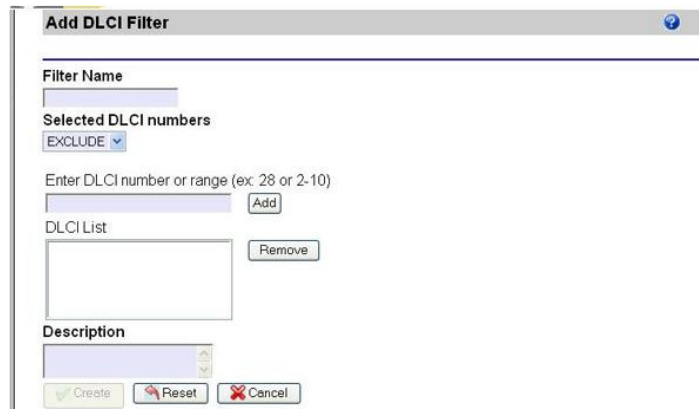 Add DLCI Filter
?
Filter Name
Selected DLCI numbers
EXCLUDE
Enter DLCI number or range (ex: 28 or 2-10)
Add
DLCI List
Remove
Description
Create Reset Cancel